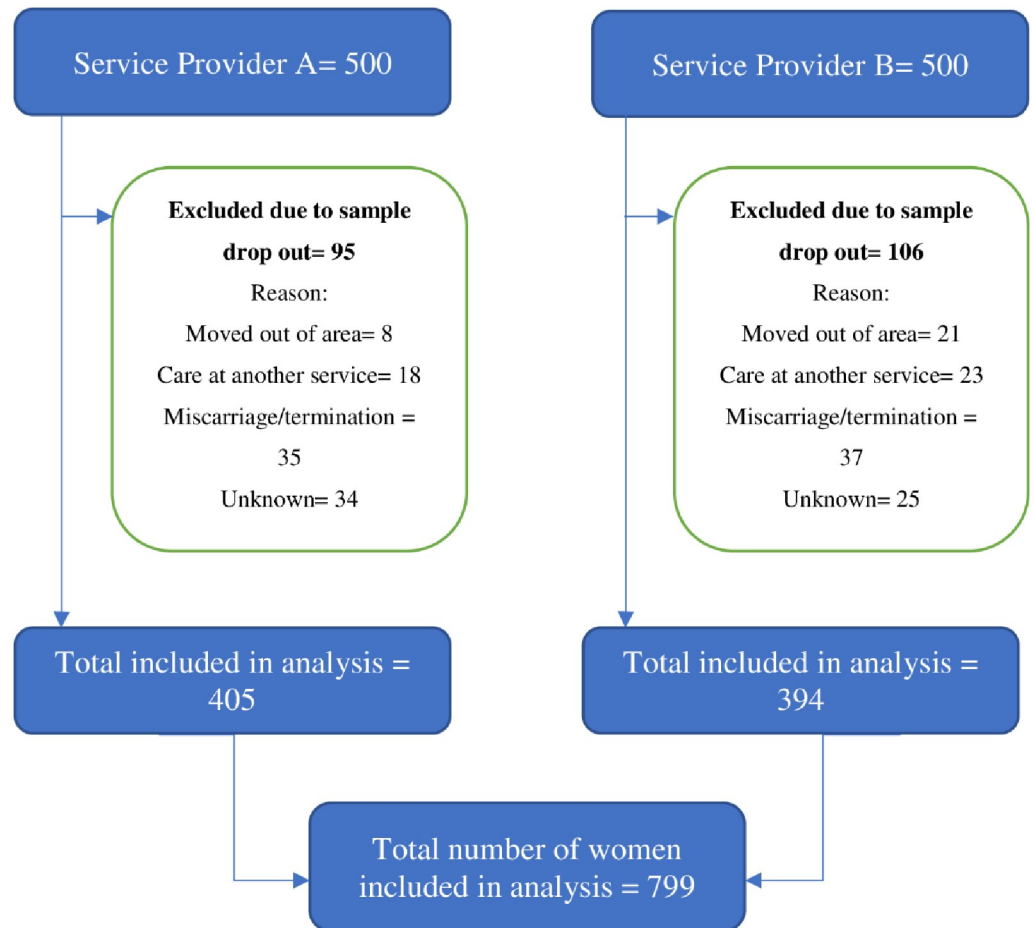 Service Provider A= 500
Service Provider B= 500
Excluded due to sample
drop out= 95
Reason:
Moved out of area= 8
Care at another service= 18
Miscarriage/termination =
35
Unknown= 34
Excluded due to sample
drop out= 106
Reason:
Moved out of area= 21
Care at another service= 23
Miscarriage/termination =
37
Unknown= 25
Total included in analysis =
405
Total included in analysis =
394
Total number of women
included in analysis = 799